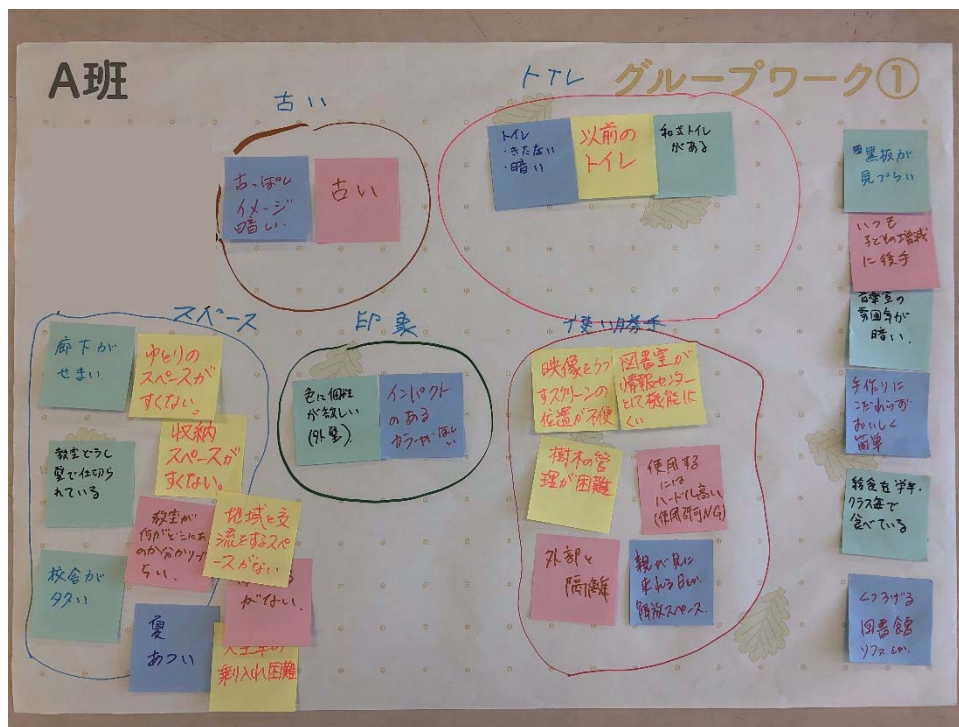 A班
グループワーク①
古い
古っぽい
イメージ
暗い.
古い
トイレ
トイレ
・きたない
・暗い
以前の
トイレ
和式トイレ
がある
スペース
廊下が
せまい
ゆとりの
スペースが
すくない。
収納
スペースが
すくない。
教室どうし
壁で仕切ら
れている
教室が
何がどこにあ
るのか分かりづ
らい.
地域と交
流をするスペ
ースがない
がない.
校舎が
夏
あつい
乗り入れ困難
印象
色に個性
が欲しい
(外壁)
インパクト
のある
カラーがほしい
使い勝手
映像をうつ
すスクリーンの
位置が不便
図書室が
情報センター
として機能しに
くい
樹木の管
理が困難
使用する
には
ハードル高い
(使用許可NG)
外部と
隔離
親が見に
来れる日とか.
解放スペース.
黒板が
見づらい
いつも
子どもの増減
に後手
音楽室の
雰囲気が
暗い.
手作りに
こだわらず
おいしく
簡単
給食を学年.
クラス毎で
食べている
くつろげる
図書館
ソファとか.